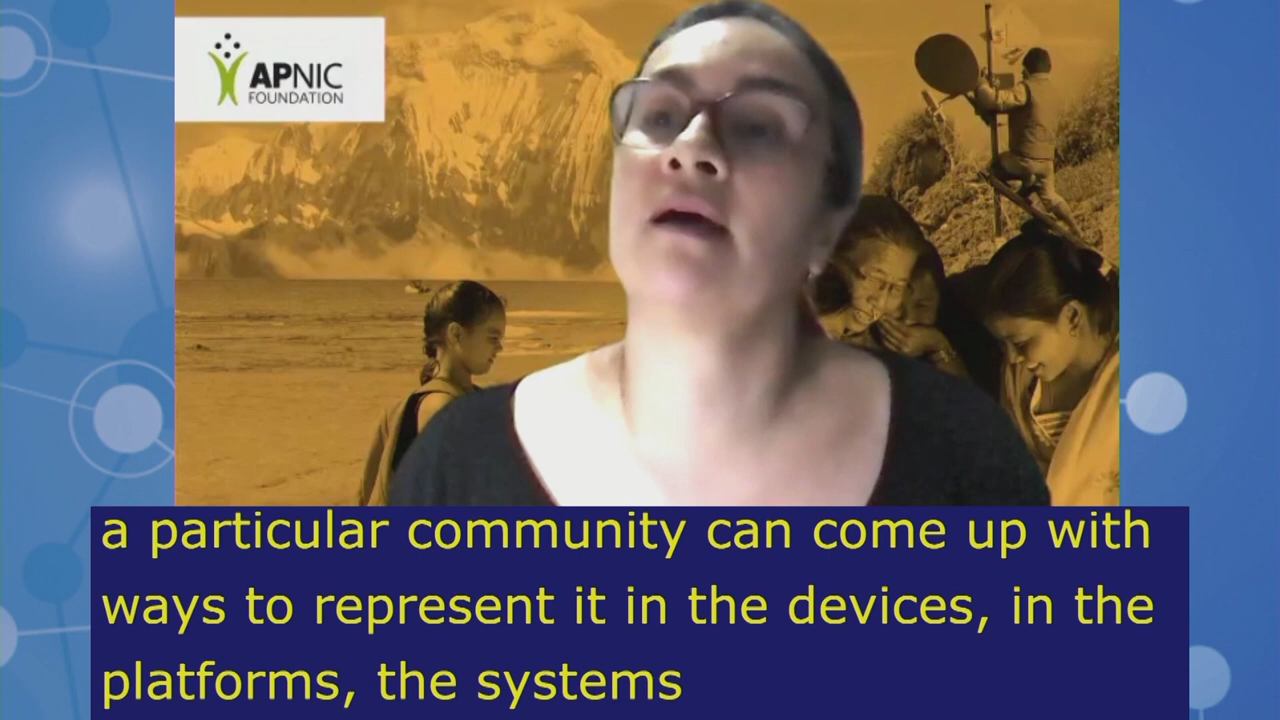 APNIC
FOUNDATION
a particular community can come up with
ways to represent it in the devices, in the
platforms, the systems